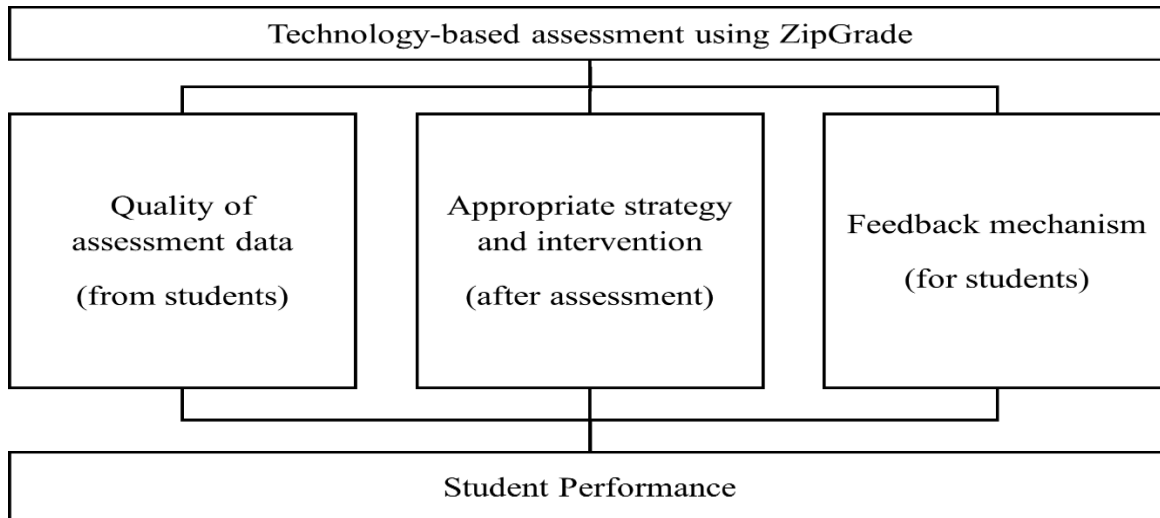 Technology-based assessment using ZipGrade
Quality of
assessment data
(from students)
Appropriate strategy
and intervention
(after assessment)
Feedback mechanism
(for students)
Student Performance